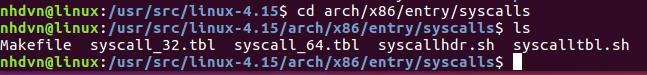 nhdvn@linux:/usr/src/linux-4.15$ cd arch/x86/entry/syscalls
nhdvn@linux:/usr/src/linux-4.15/arch/x86/entry/syscalls$ ls
Makefile  syscall_32.tbl  syscall_64.tbl  syscallhdr.sh  syscalltbl.sh
nhdvn@linux:/usr/src/linux-4.15/arch/x86/entry/syscalls$